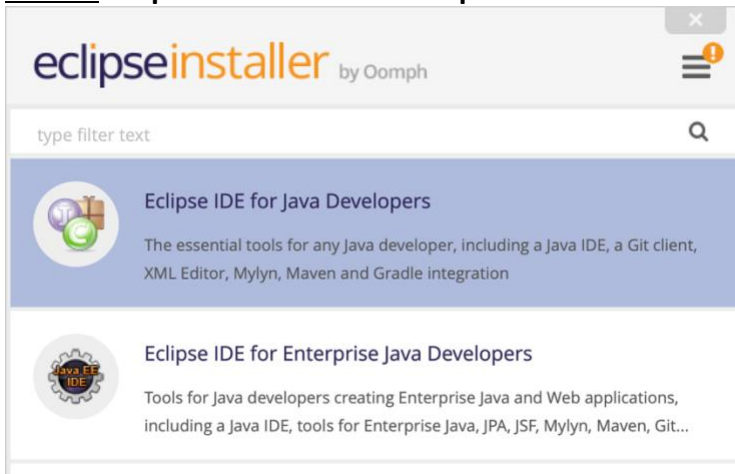 eclipseinstaller by Oomph
type filter text
Eclipse IDE for Java Developers
The essential tools for any Java developer, including a Java IDE, a Git client,
XML Editor, Mylyn, Maven and Gradle integration
Java EE
IDE
Eclipse IDE for Enterprise Java Developers
Tools for Java developers creating Enterprise Java and Web applications,
including a Java IDE, tools for Enterprise Java, JPA, JSF, Mylyn, Maven, Git...